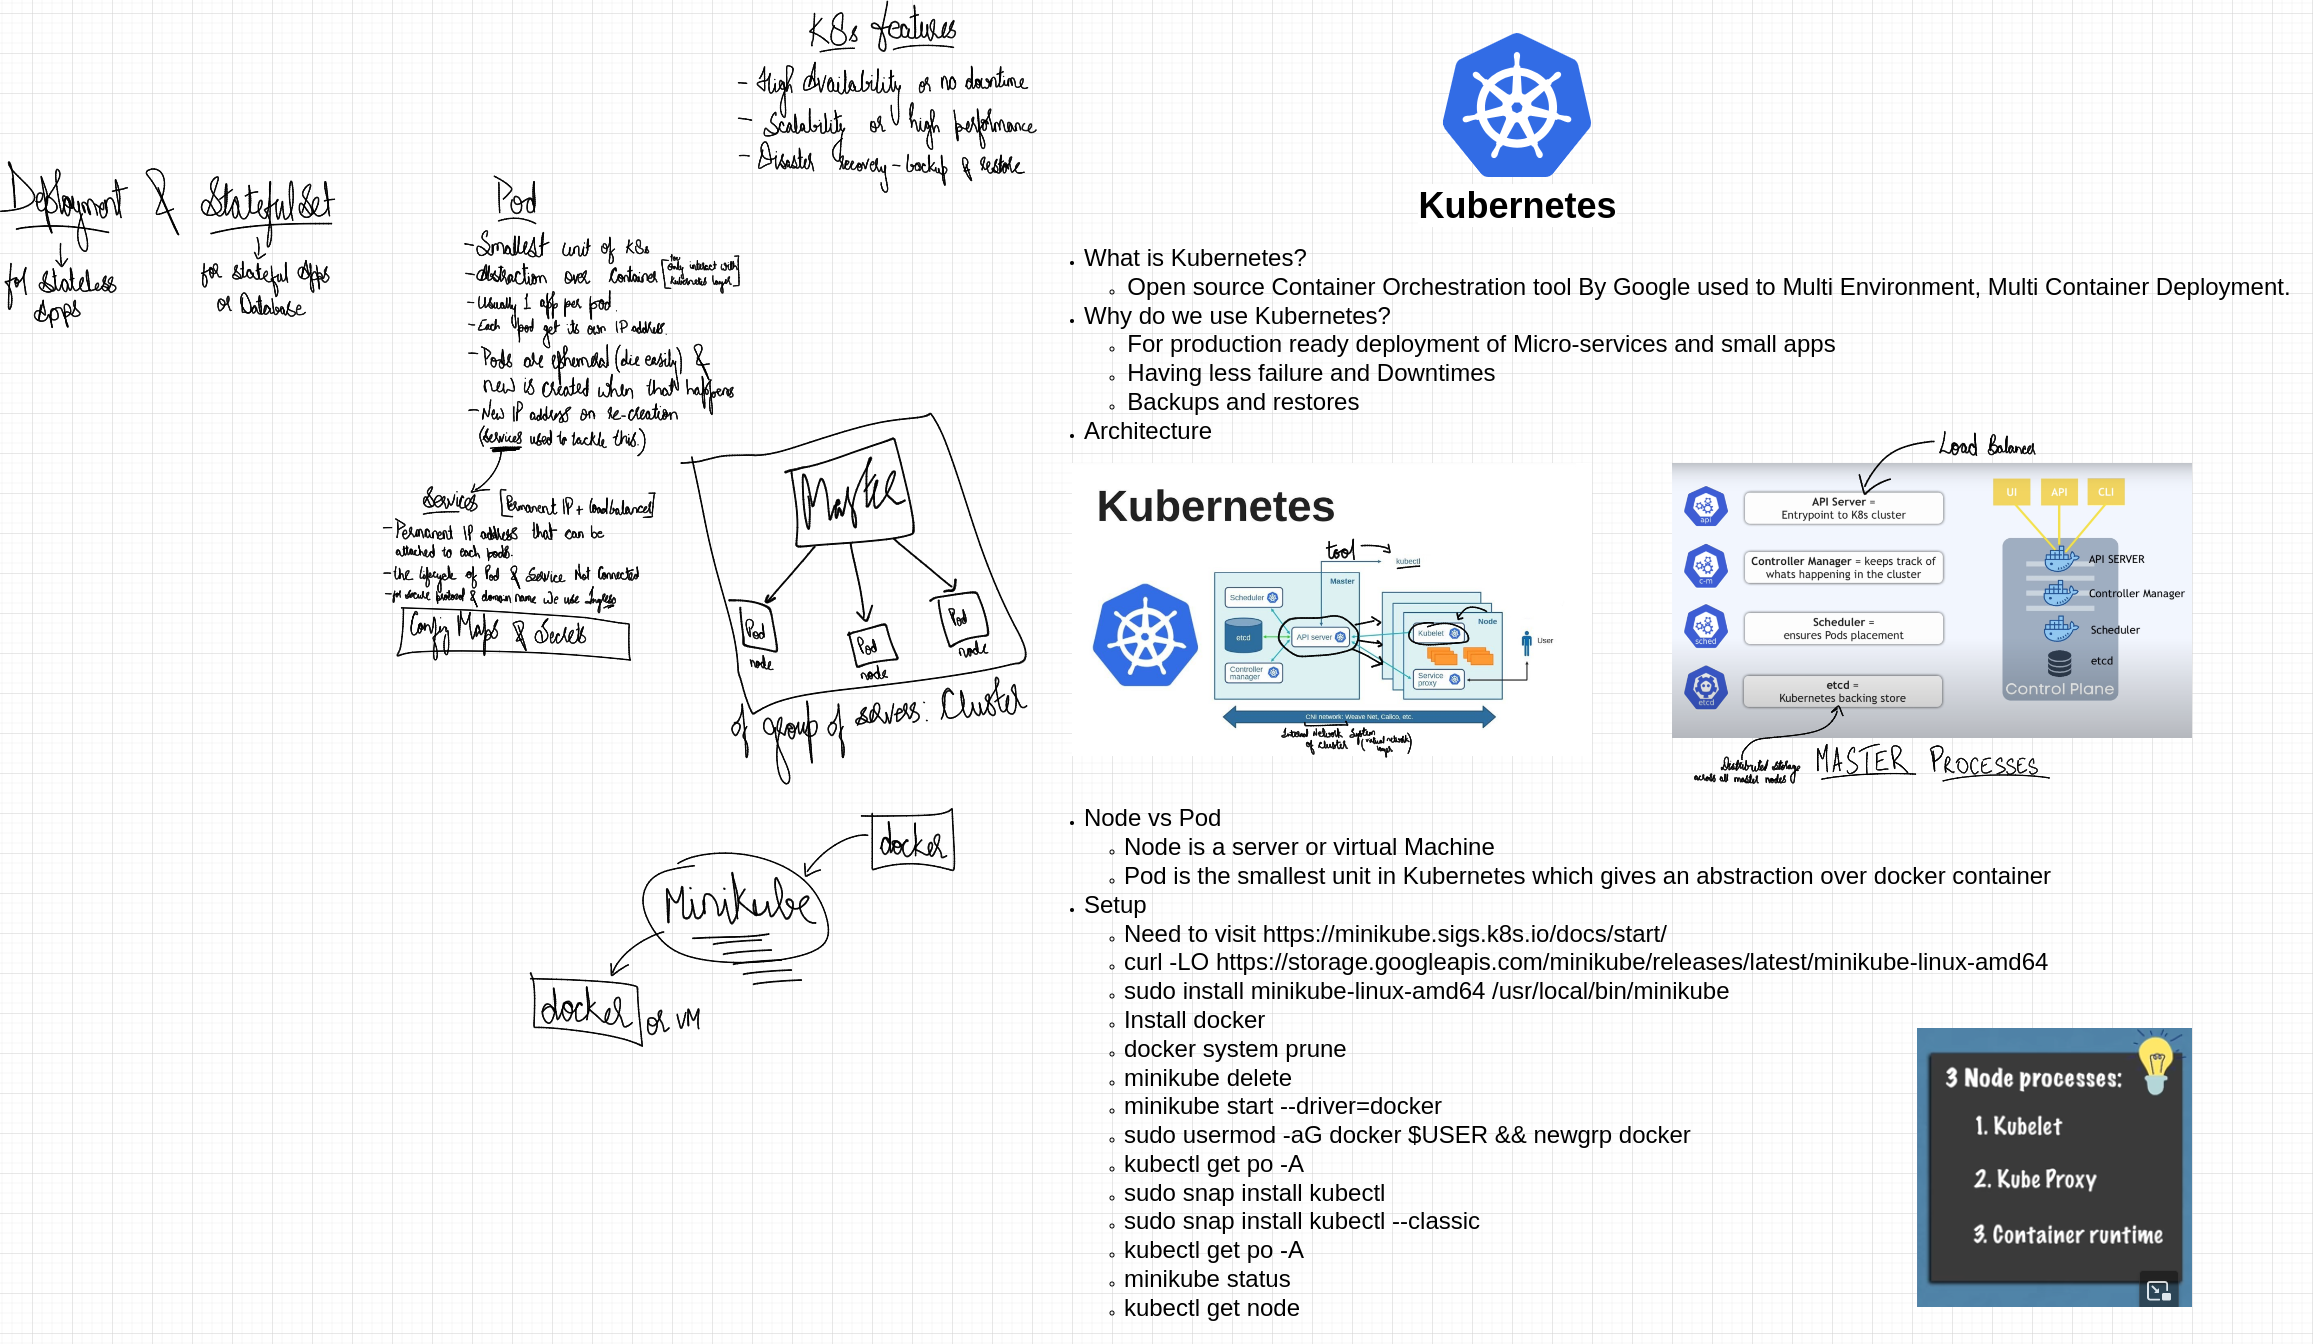 K8s features
- High Availability or no downtime
- Scalability or high performance
- Disaster recovery - backup & restore
Deployment & StatefulSet
for stateless Apps
for stateful Apps or Database
Pod
- Smallest unit of K8s
- Abstraction over Container [You only interact with Kubernetes layer]
- Usually 1 app per pod.
- Each pod get its own IP address.
- Pods are ephemeral (die easily) &
new is created when that happens
- New IP address on re-creation
(Services used to tackle this.)
Services [Permanent IP + Loadbalancer]
- Permanent IP address that can be
attached to each pods.
- the lifecycle of Pod & Service Not Connected
- for secure protocol & domain name we use Ingress
Config Maps & Secrets
Master
Pod
node
Pod
node
Pod
node
of group of servers: Cluster
docker
Minikube
docker or VM
Kubernetes
What is Kubernetes?
Open source Container Orchestration tool By Google used to Multi Environment, Multi Container Deployment.
Why do we use Kubernetes?
For production ready deployment of Micro-services and small apps
Having less failure and Downtimes
Backups and restores
Architecture
Kubernetes
tool
kubectl
Master
Scheduler
etcd
API server
Controller
manager
Node
Kubelet
Service
proxy
User
CNI network: Weave Net, Calico, etc.
Internal Network System
of cluster (virtual network
layer)
Load Balancer
api
API Server =
Entrypoint to K8s cluster
c-m
Controller Manager = keeps track of
whats happening in the cluster
sched
Scheduler =
ensures Pods placement
etcd
etcd =
Kubernetes backing store
UI
API
CLI
API SERVER
Controller Manager
Scheduler
etcd
Control Plane
Distributed storage
across all master nodes
MASTER PROCESSES
Node vs Pod
Node is a server or virtual Machine
Pod is the smallest unit in Kubernetes which gives an abstraction over docker container
Setup
Need to visit https://minikube.sigs.k8s.io/docs/start/
curl -LO https://storage.googleapis.com/minikube/releases/latest/minikube-linux-amd64
sudo install minikube-linux-amd64 /usr/local/bin/minikube
Install docker
docker system prune
minikube delete
minikube start --driver=docker
sudo usermod -aG docker $USER && newgrp docker
kubectl get po -A
sudo snap install kubectl
sudo snap install kubectl --classic
kubectl get po -A
minikube status
kubectl get node
3 Node processes:
1. Kubelet
2. Kube Proxy
3. Container runtime